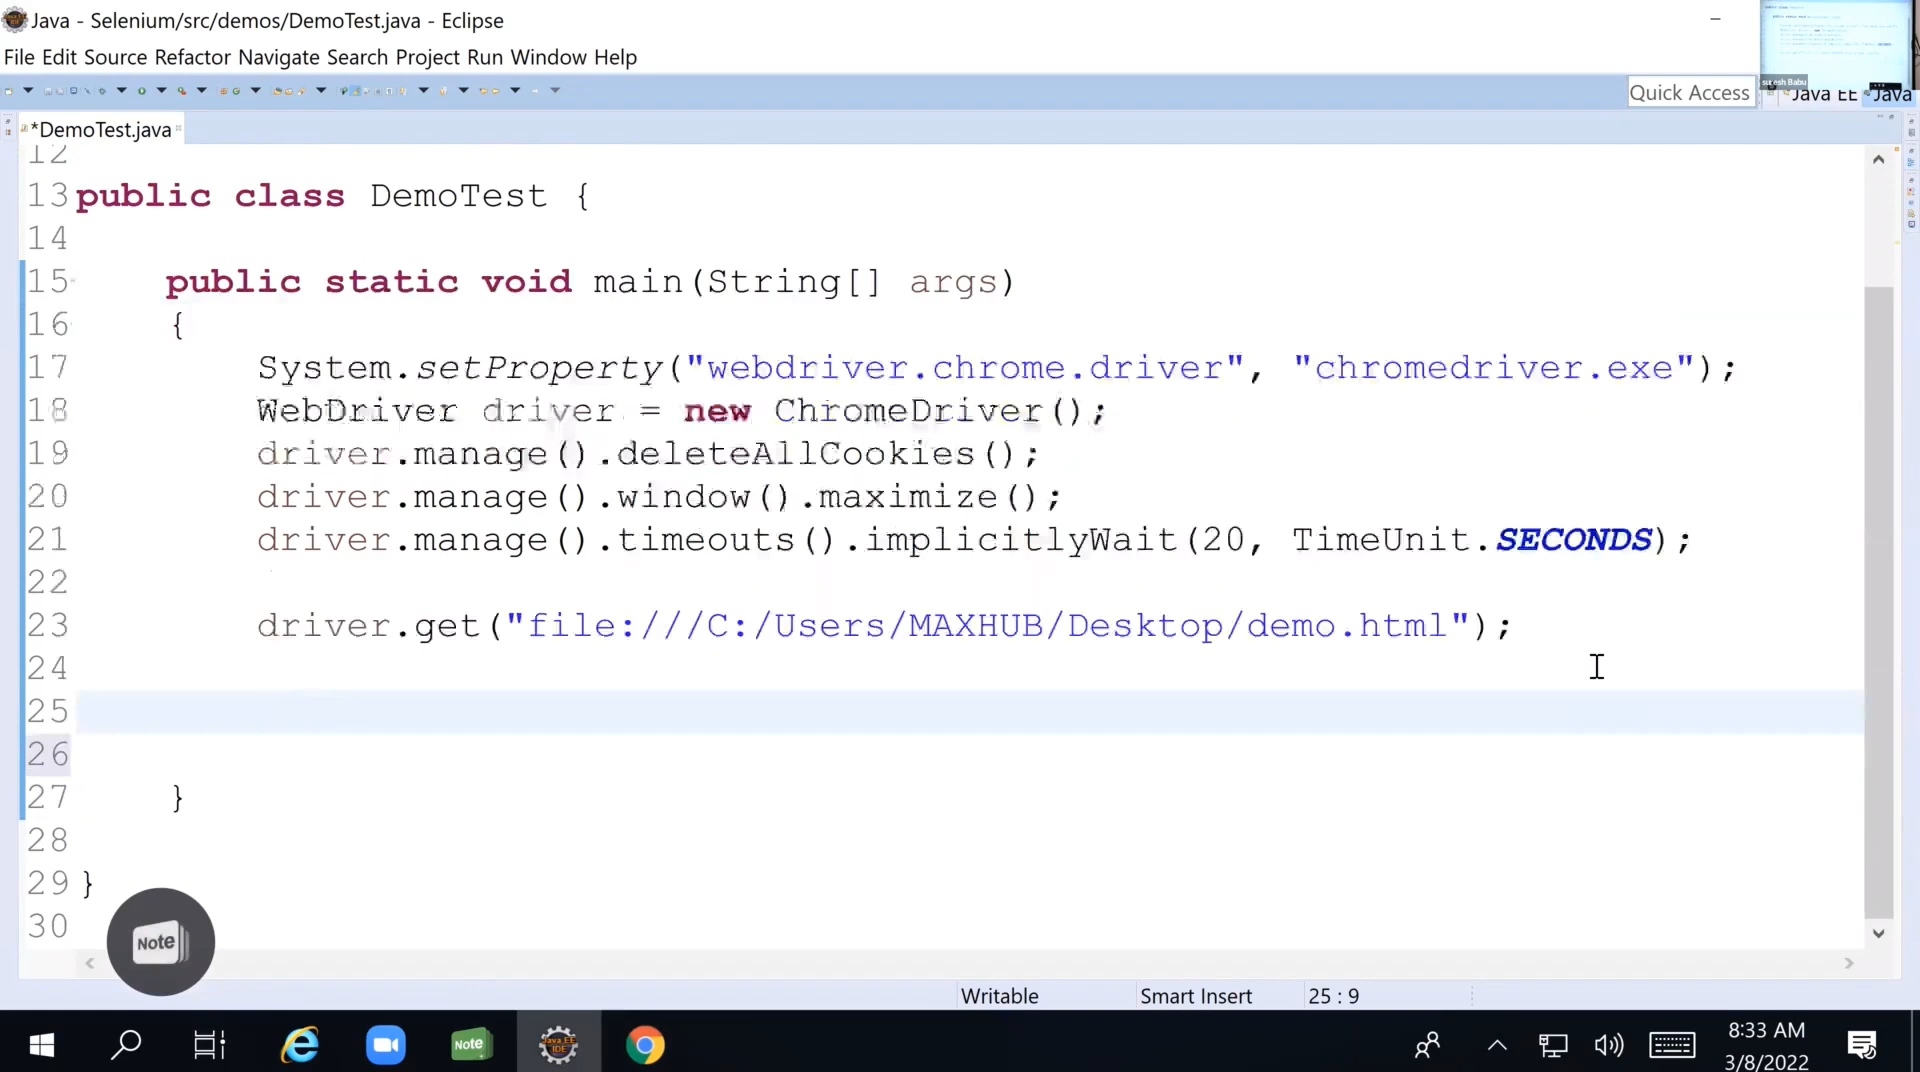 Java - Selenium/src/demos/DemoTest.java - Eclipse
File Edit Source Refactor Navigate Search Project Run Window Help
Quick Access
Java EE
Java
suresh Babu
*DemoTest.java
12
13 public class DemoTest {
14
15 public static void main(String[] args)
16 {
17 System.setProperty("webdriver.chrome.driver", "chromedriver.exe");
18 WebDriver driver = new ChromeDriver();
19 driver.manage().deleteAllCookies();
20 driver.manage().window().maximize();
21 driver.manage().timeouts().implicitlyWait(20, TimeUnit.SECONDS);
22
23 driver.get("file:///C:/Users/MAXHUB/Desktop/demo.html");
24
25
26
27 }
28
29 }
30
Note
Writable
Smart Insert
25 : 9
Note
Java EE
IDE
8:33 AM
3/8/2022